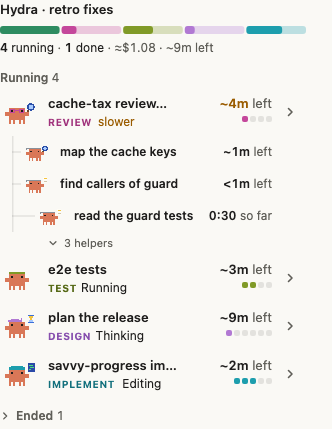 Hydra · retro fixes
4 running · 1 done · ≈$1.08 · ~9m left
Running 4
cache-tax review... ~4m left
REVIEW slower
map the cache keys ~1m left
find callers of guard <1m left
read the guard tests 0:30 so far
3 helpers
e2e tests ~3m left
TEST Running
plan the release ~9m left
DESIGN Thinking
savvy-progress im... ~2m left
IMPLEMENT Editing
Ended 1